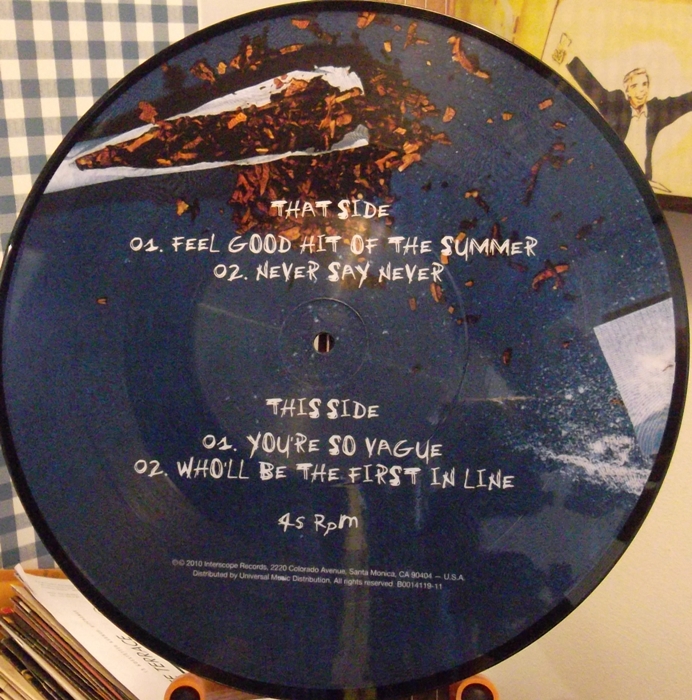 THAT SIDE
01. FEEL GOOD HIT OF THE SUMMER
02. NEVER SAY NEVER
THIS SIDE
01. YOU'RE SO VAGUE
02. WHO'LL BE THE FIRST IN LINE
45 Rpm
℗© 2010 Interscope Records, 2220 Colorado Avenue, Santa Monica, CA 90404 — U.S.A.
Distributed by Universal Music Distribution. All rights reserved. B0014119-11